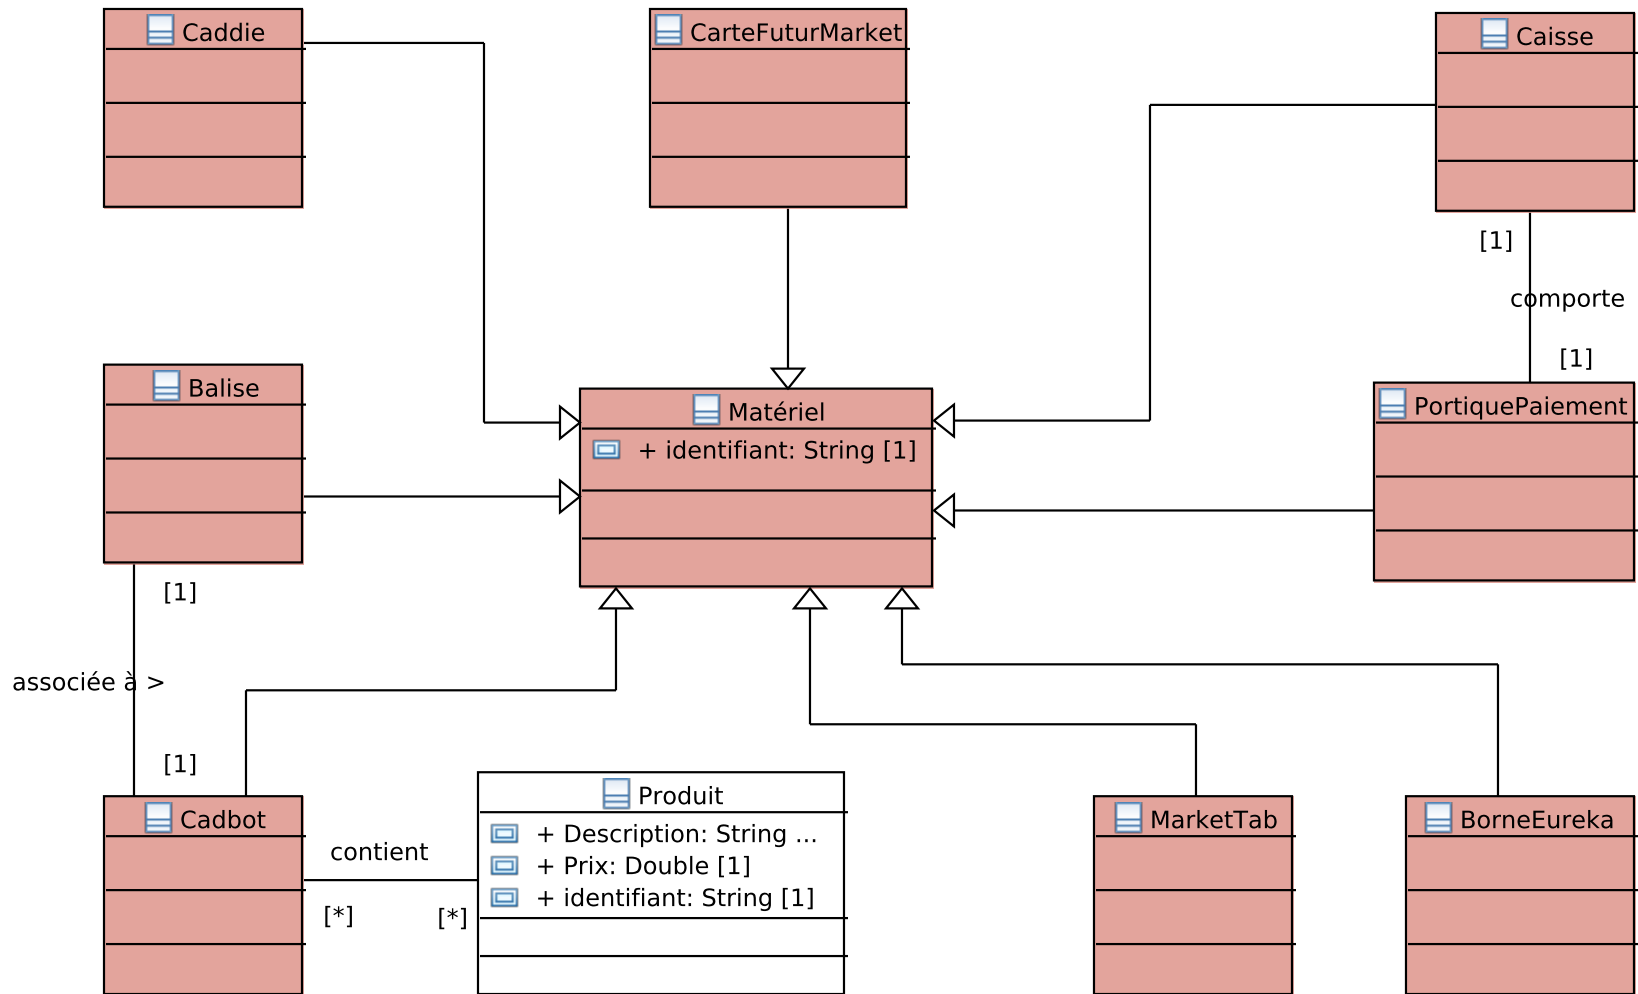 Caddie
CarteFuturMarket
Caisse
[1]
comporte
[1]
Balise
Matériel
+ identifiant: String [1]
PortiquePaiement
[1]
associée à >
[1]
Cadbot
contient
[*]
[*]
Produit
+ Description: String ...
+ Prix: Double [1]
+ identifiant: String [1]
MarketTab
BorneEureka